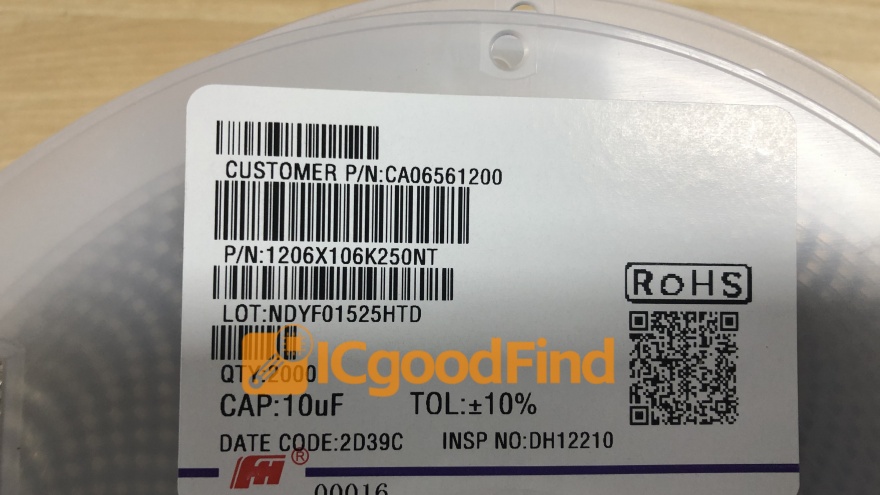 CUSTOMER P/N:CA06561200
P/N:1206X106K250NT
LOT:NDYF01525HTD
RoHS
ICgoodFind
QTY:2000
CAP:10uF TOL:±10%
DATE CODE:2D39C INSP NO:DH12210
FH®
00016